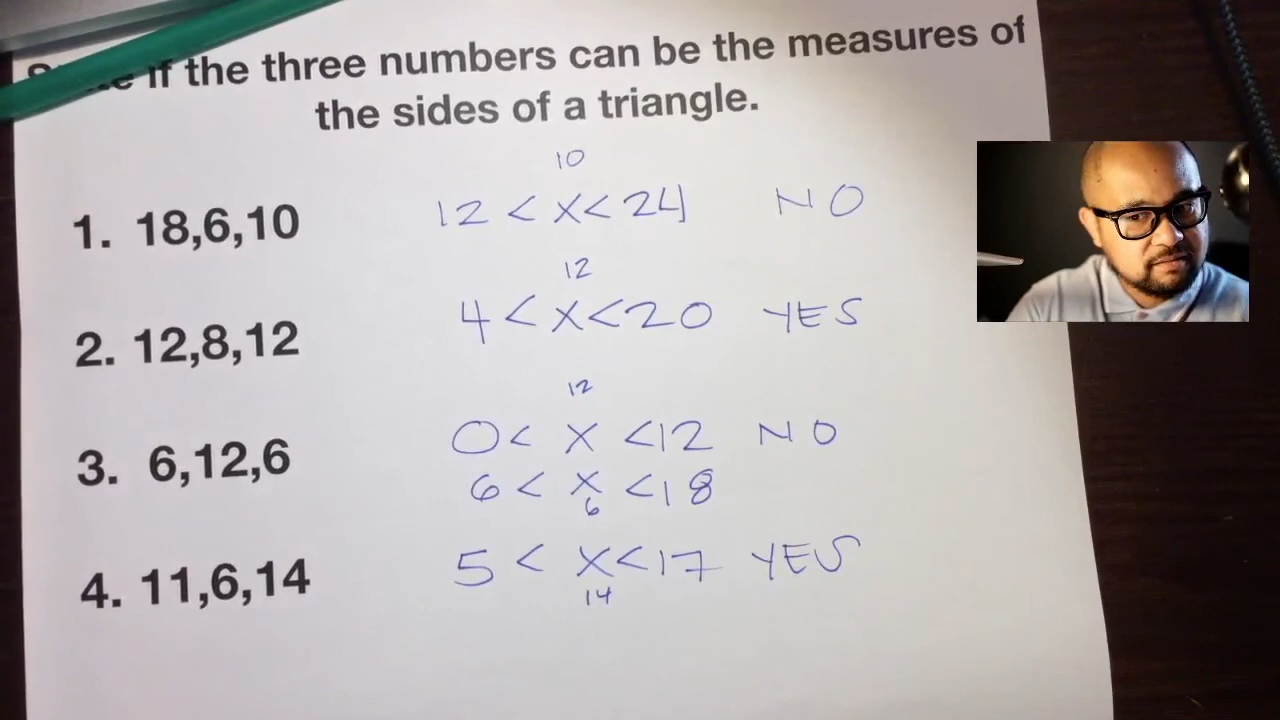 if the three numbers can be the measures of
the sides of a triangle.
10
1. 18,6,10 12 < x < 24 NO
12
2. 12,8,12 4 < x < 20 YES
12
3. 6,12,6 0 < x < 12 NO
6 < x < 18
6
4. 11,6,14 5 < x < 17 YES
14